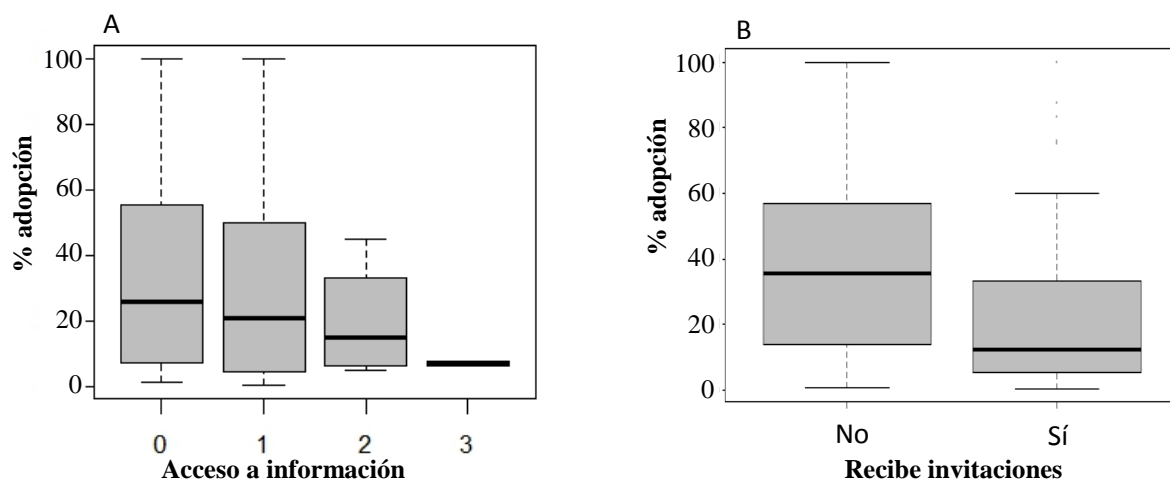 A
% adopción
100
80
60
40
20
0
0 1 2 3
Acceso a información
B
% adopción
100
80
60
40
20
0
No Sí
Recibe invitaciones